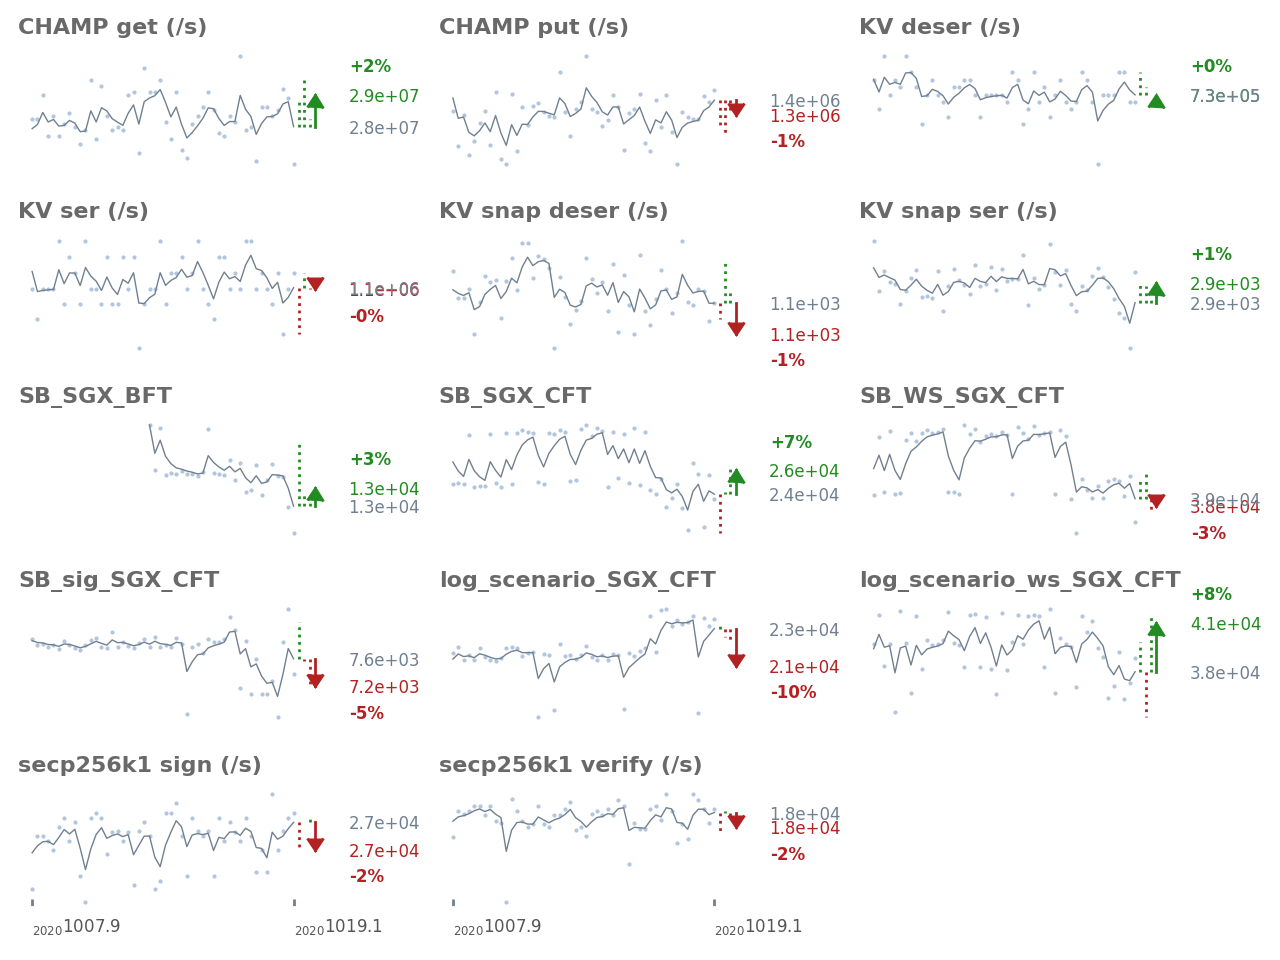 CHAMP get (/s)
+2%
2.9e+07
2.8e+07
CHAMP put (/s)
1.4e+06
1.3e+06
-1%
KV deser (/s)
+0%
7.3e+05
KV ser (/s)
1.1e+06
-0%
KV snap deser (/s)
1.1e+03
1.1e+03
-1%
KV snap ser (/s)
+1%
2.9e+03
2.9e+03
SB_SGX_BFT
+3%
1.3e+04
1.3e+04
SB_SGX_CFT
+7%
2.6e+04
2.4e+04
SB_WS_SGX_CFT
3.9e+04
3.8e+04
-3%
SB_sig_SGX_CFT
7.6e+03
7.2e+03
-5%
log_scenario_SGX_CFT
2.3e+04
2.1e+04
-10%
log_scenario_ws_SGX_CFT
+8%
4.1e+04
3.8e+04
secp256k1 sign (/s)
2.7e+04
2.7e+04
-2%
secp256k1 verify (/s)
1.8e+04
1.8e+04
-2%
2020 1007.9
2020 1019.1
2020 1007.9
2020 1019.1